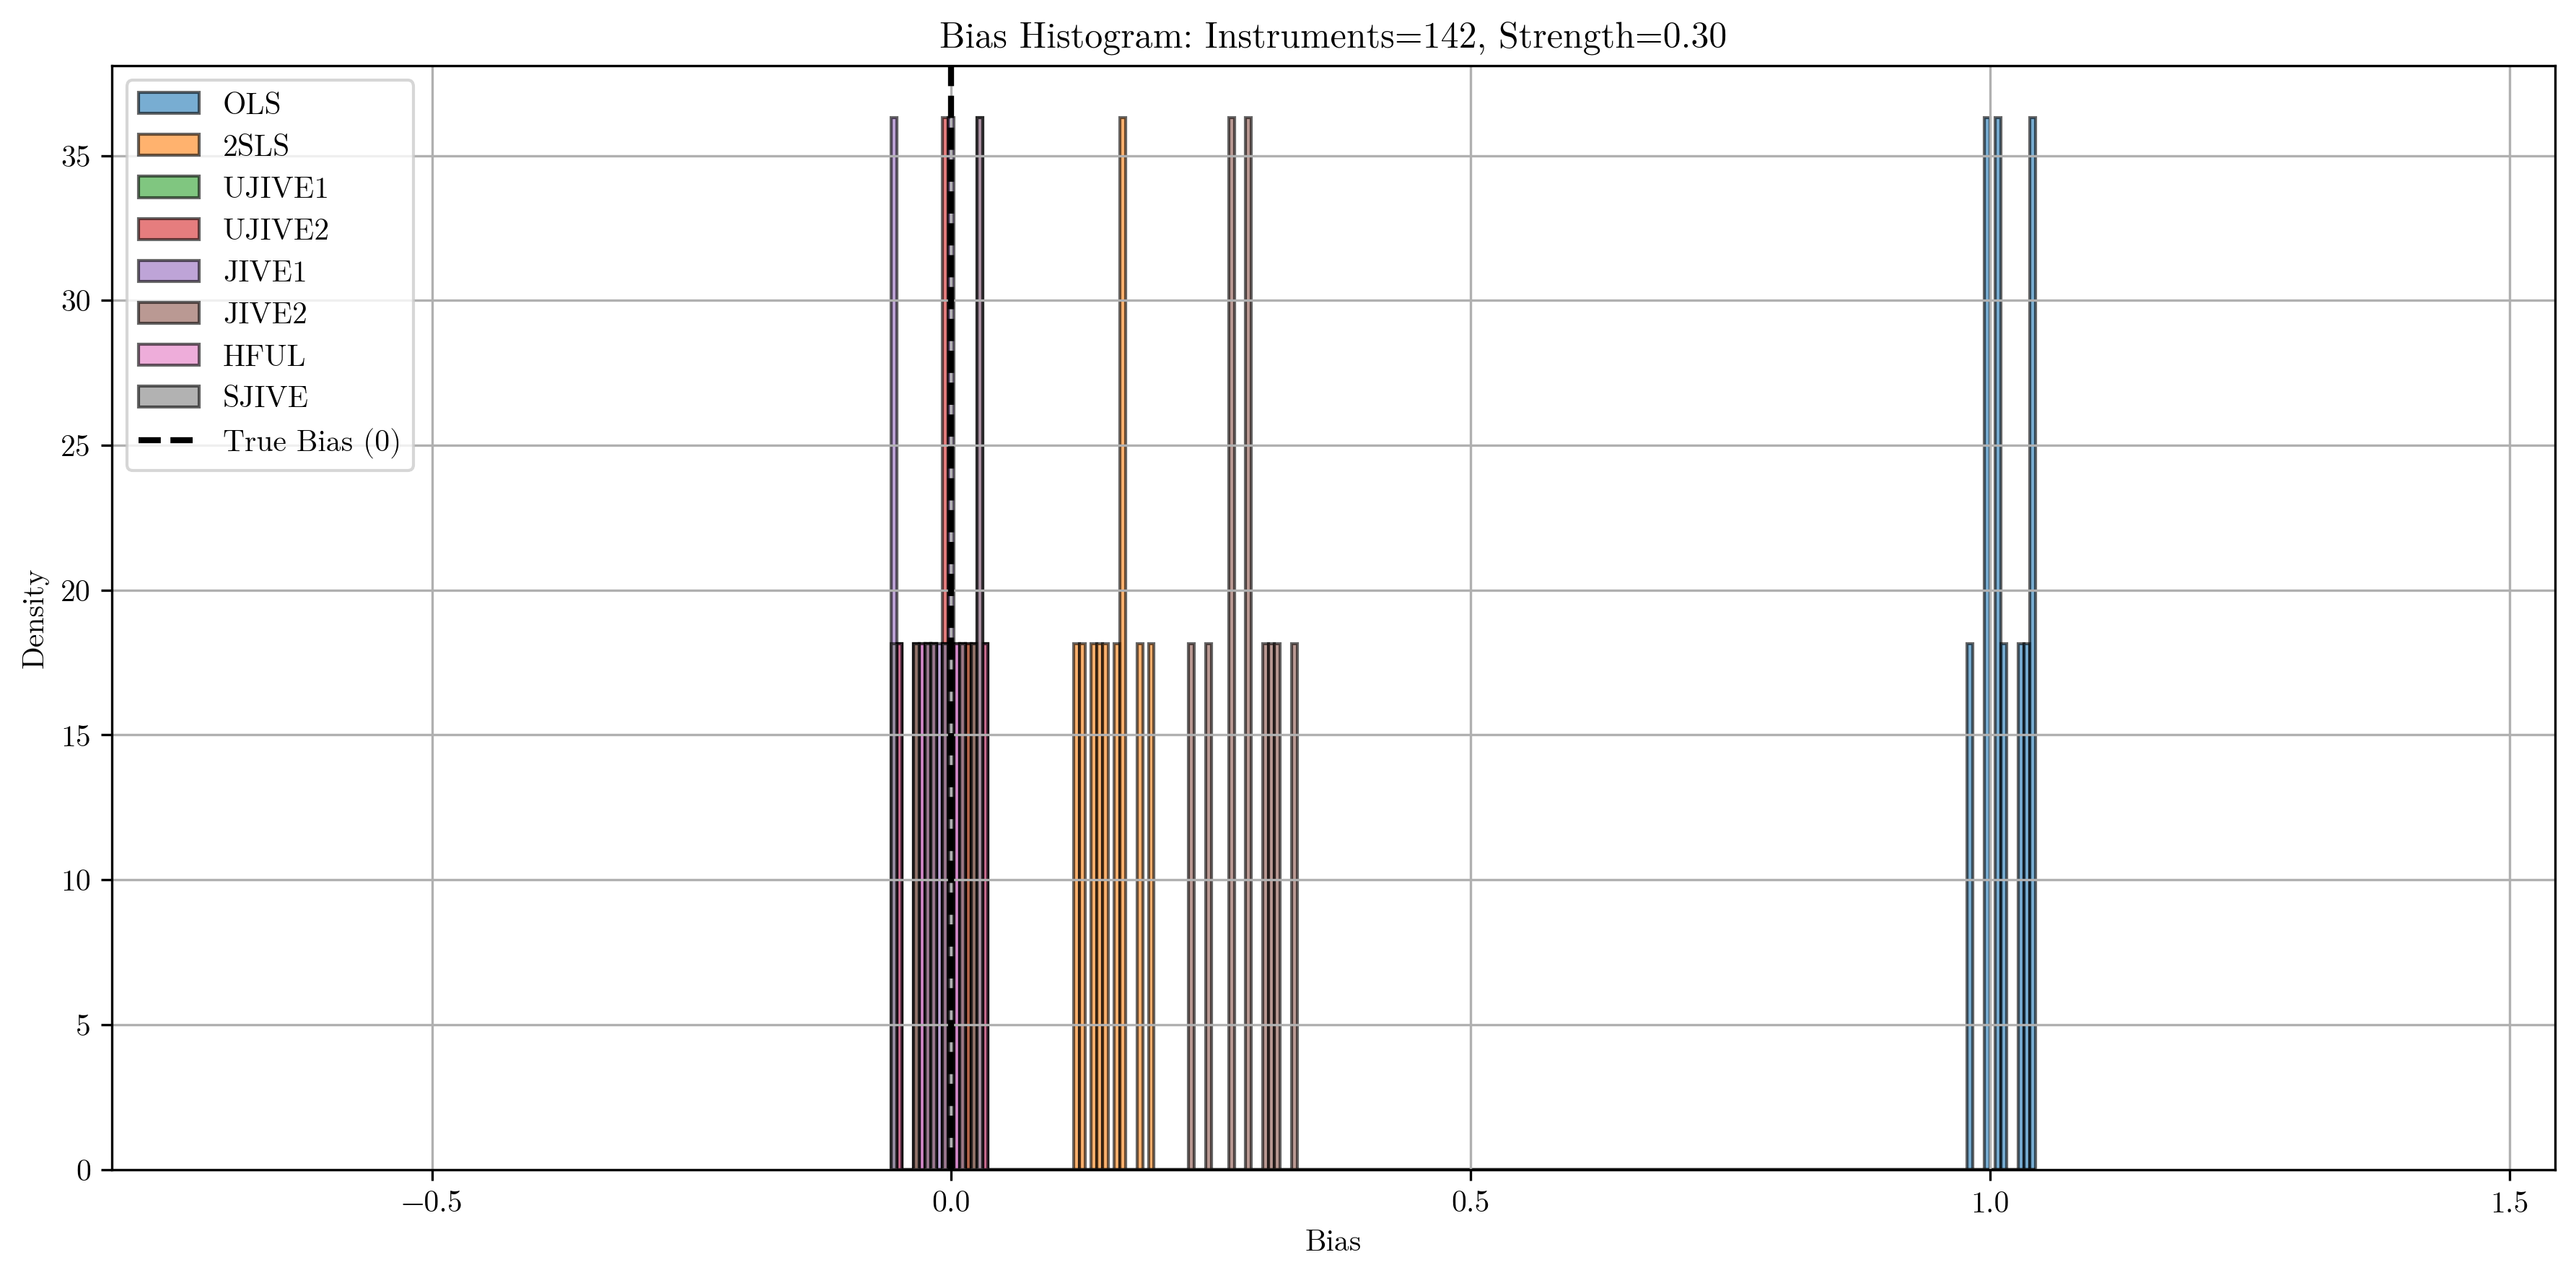 Bias Histogram: Instruments=142, Strength=0.30
OLS
2SLS
UJIVE1
UJIVE2
JIVE1
JIVE2
HFUL
SJIVE
True Bias (0)
Density
35
30
25
20
15
10
5
0
−0.5
0.0
0.5
1.0
1.5
Bias